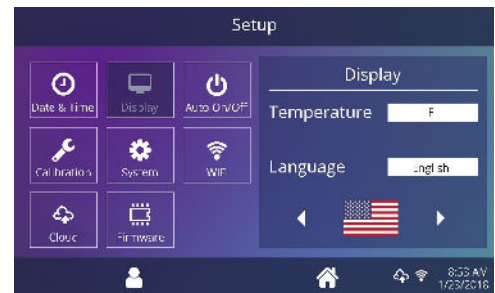 Setup
Date & Time
Display
Auto On/Off
Calibration
System
WiFi
Cloud
Firmware
Display
Temperature F
Language English
8:53 AM
1/23/2018